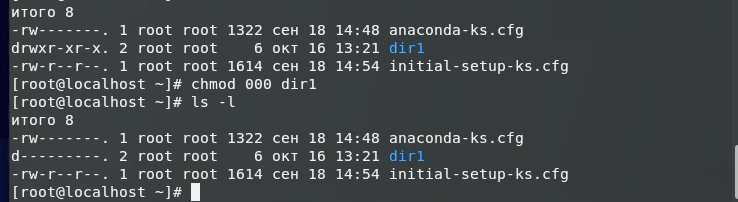 итого 8
-rw-------. 1 root root 1322 сен 18 14:48 anaconda-ks.cfg
drwxr-xr-x. 2 root root    6 окт 16 13:21 dir1
-rw-r--r--. 1 root root 1614 сен 18 14:54 initial-setup-ks.cfg
[root@localhost ~]# chmod 000 dir1
[root@localhost ~]# ls -l
итого 8
-rw-------. 1 root root 1322 сен 18 14:48 anaconda-ks.cfg
d---------. 2 root root    6 окт 16 13:21 dir1
-rw-r--r--. 1 root root 1614 сен 18 14:54 initial-setup-ks.cfg
[root@localhost ~]#